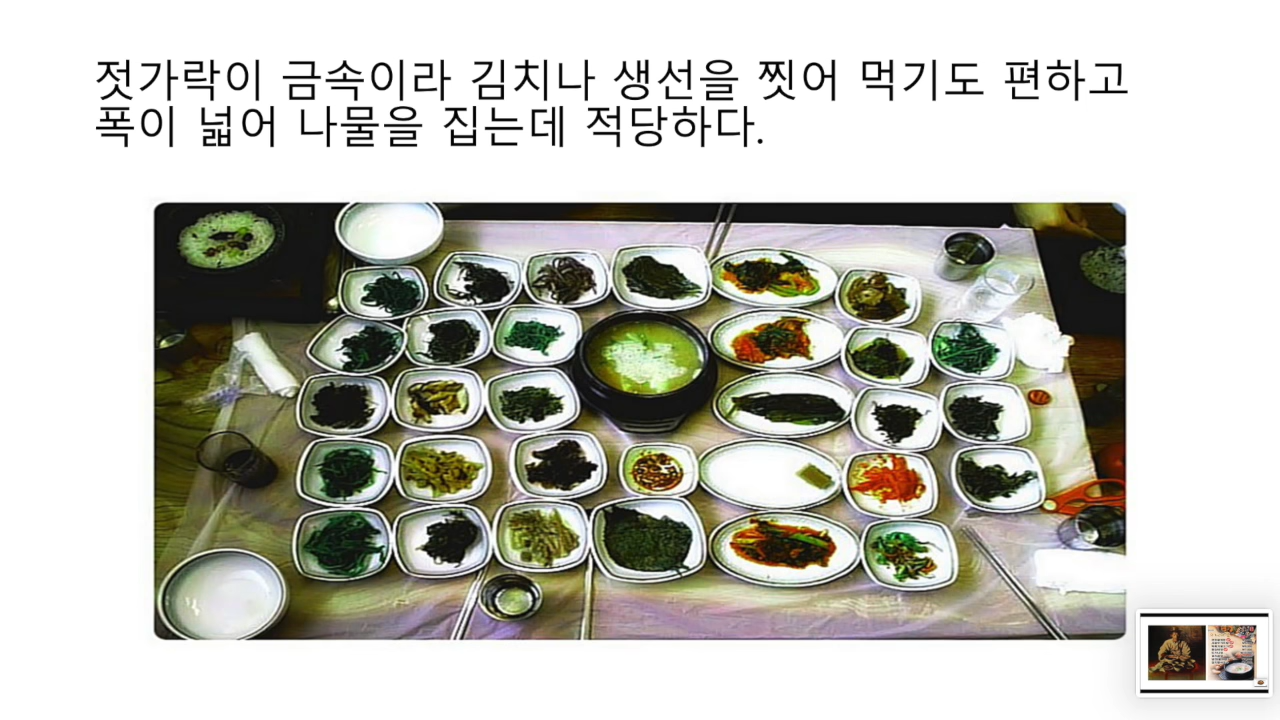 젓가락이 금속이라 김치나 생선을 찟어 먹기도 편하고
폭이 넓어 나물을 집는데 적당하다.